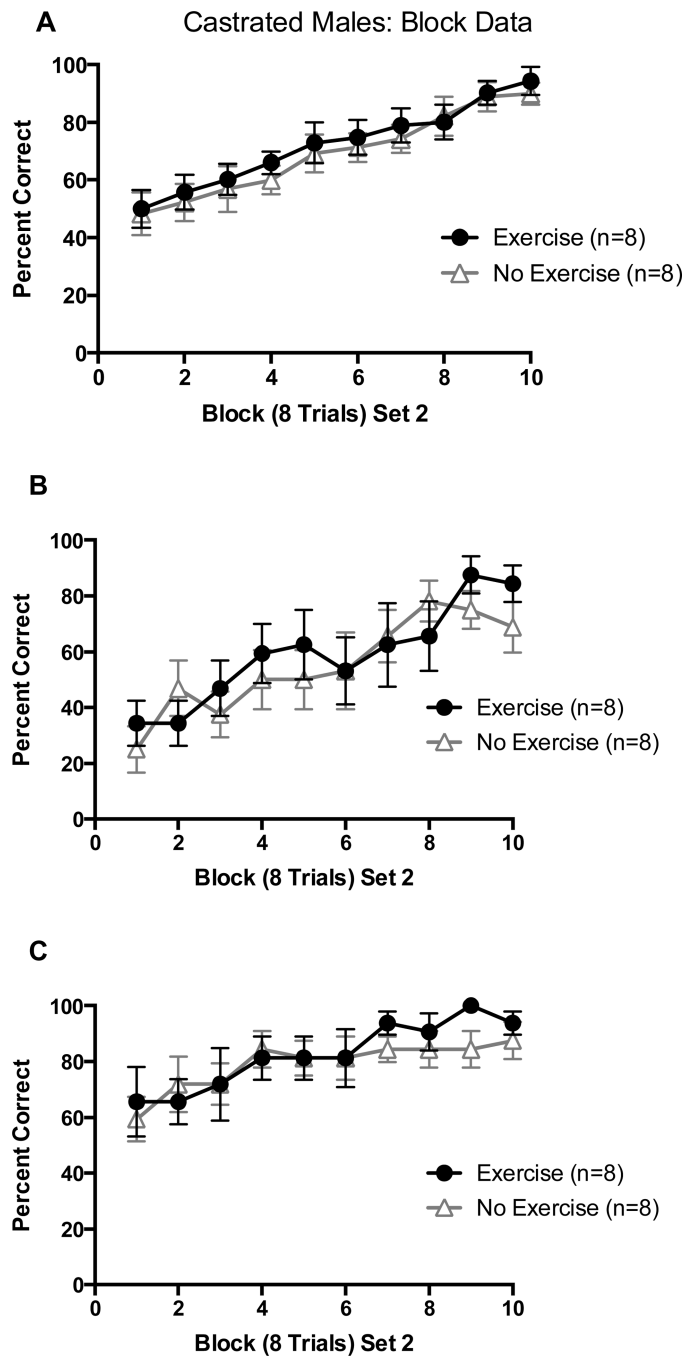 A
Castrated Males: Block Data
100
80
60
40
20
0
Percent Correct
Exercise (n=8)
No Exercise (n=8)
0 2 4 6 8 10
Block (8 Trials) Set 2
B
100
80
60
40
20
0
Percent Correct
Exercise (n=8)
No Exercise (n=8)
0 2 4 6 8 10
Block (8 Trials) Set 2
C
100
80
60
40
20
0
Percent Correct
Exercise (n=8)
No Exercise (n=8)
0 2 4 6 8 10
Block (8 Trials) Set 2